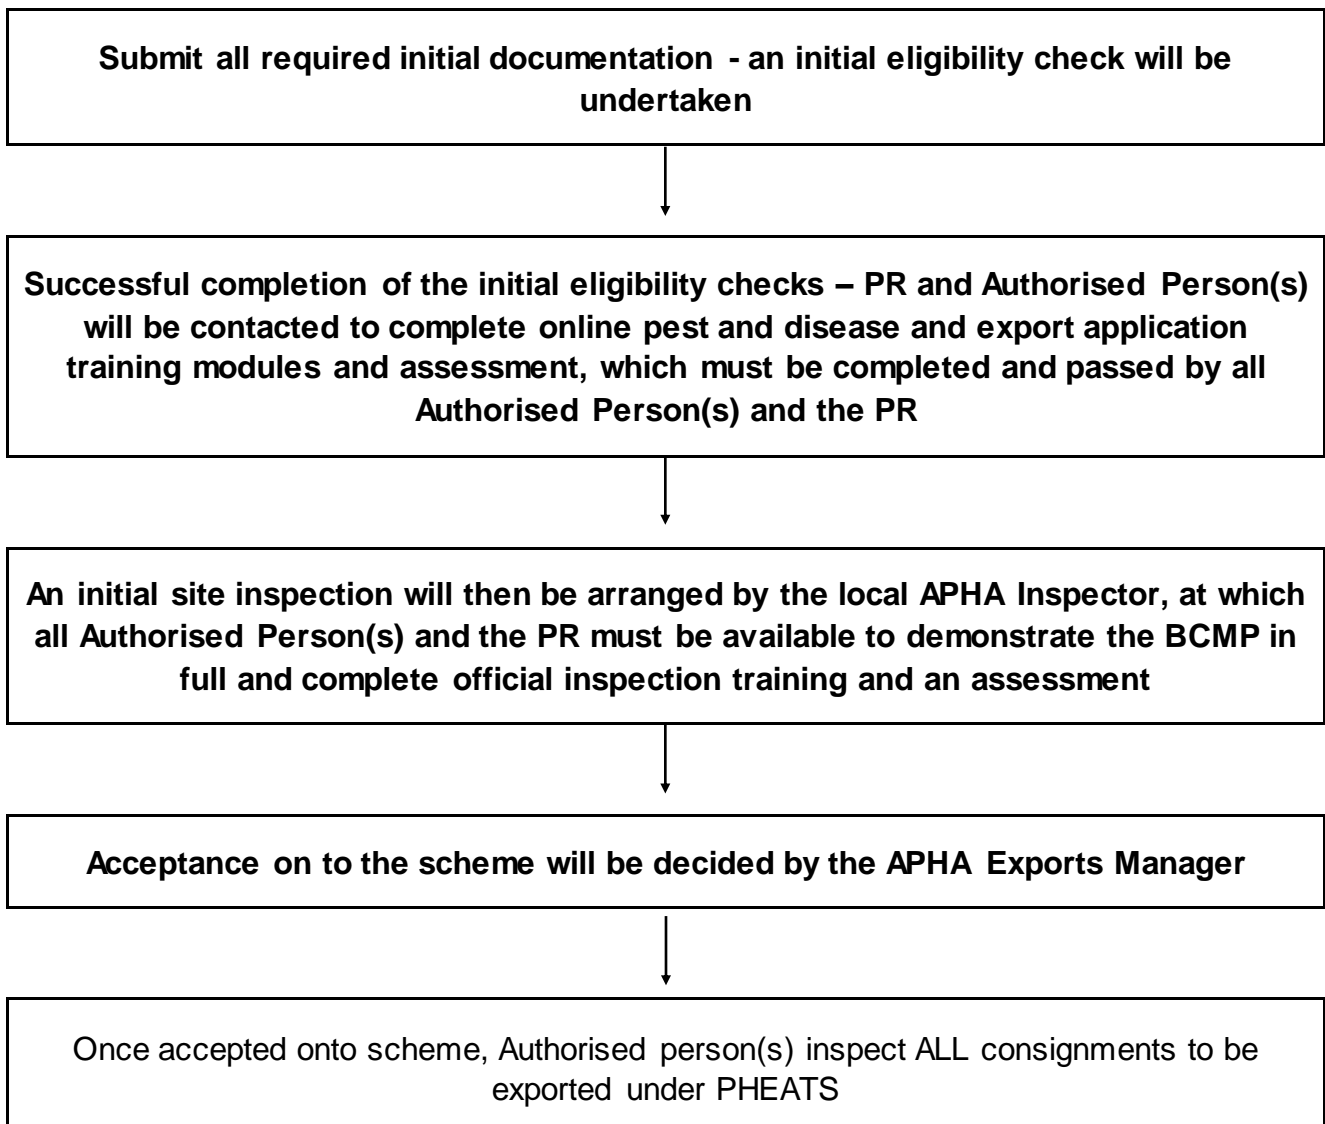 Submit all required initial documentation - an initial eligibility check will be
undertaken
Successful completion of the initial eligibility checks – PR and Authorised Person(s)
will be contacted to complete online pest and disease and export application
training modules and assessment, which must be completed and passed by all
Authorised Person(s) and the PR
An initial site inspection will then be arranged by the local APHA Inspector, at which
all Authorised Person(s) and the PR must be available to demonstrate the BCMP in
full and complete official inspection training and an assessment
Acceptance on to the scheme will be decided by the APHA Exports Manager
Once accepted onto scheme, Authorised person(s) inspect ALL consignments to be
exported under PHEATS